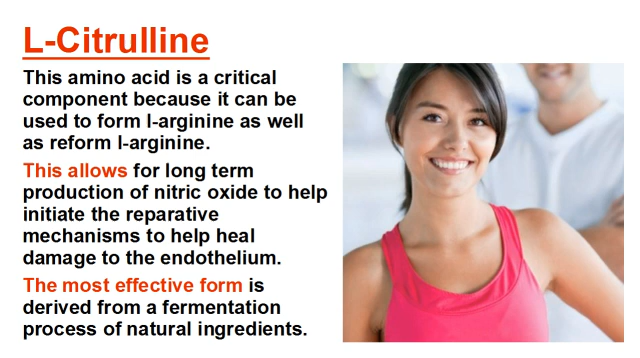 L-Citrulline
This amino acid is a critical
component because it can be
used to form l-arginine as well
as reform l-arginine.
This allows for long term
production of nitric oxide to help
initiate the reparative
mechanisms to help heal
damage to the endothelium.
The most effective form is
derived from a fermentation
process of natural ingredients.